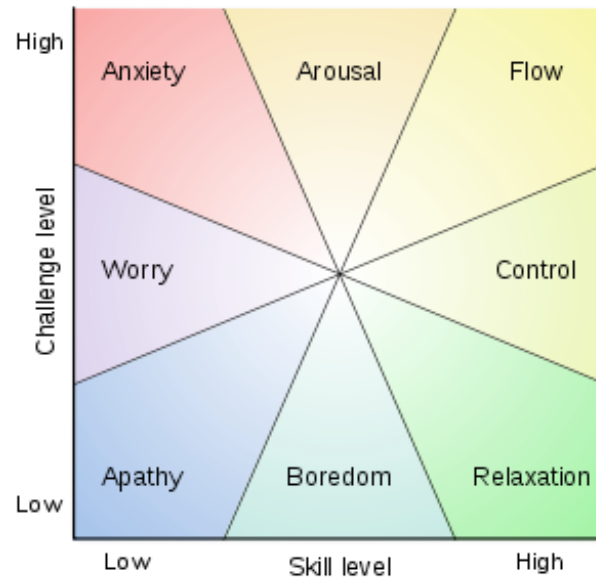 High
Anxiety
Arousal
Flow
Challenge level
Worry
Control
Apathy
Boredom
Relaxation
Low
Low
Skill level
High